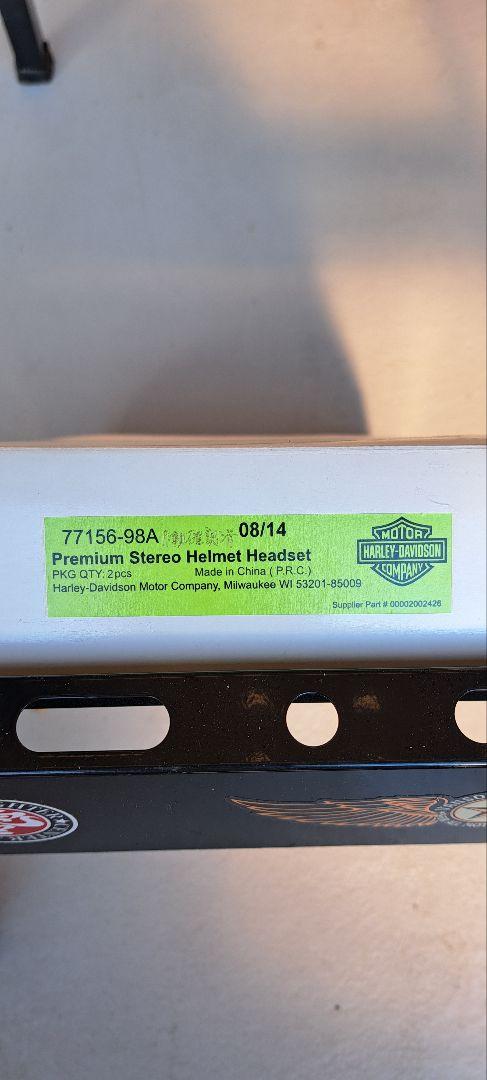 77156-98A 08/14
Premium Stereo Helmet Headset
PKG QTY: 2pcs Made in China ( P.R.C.)
Harley-Davidson Motor Company, Milwaukee WI 53201-85009
Supplier Part # 00002002426
MOTOR
HARLEY-DAVIDSON
COMPANY